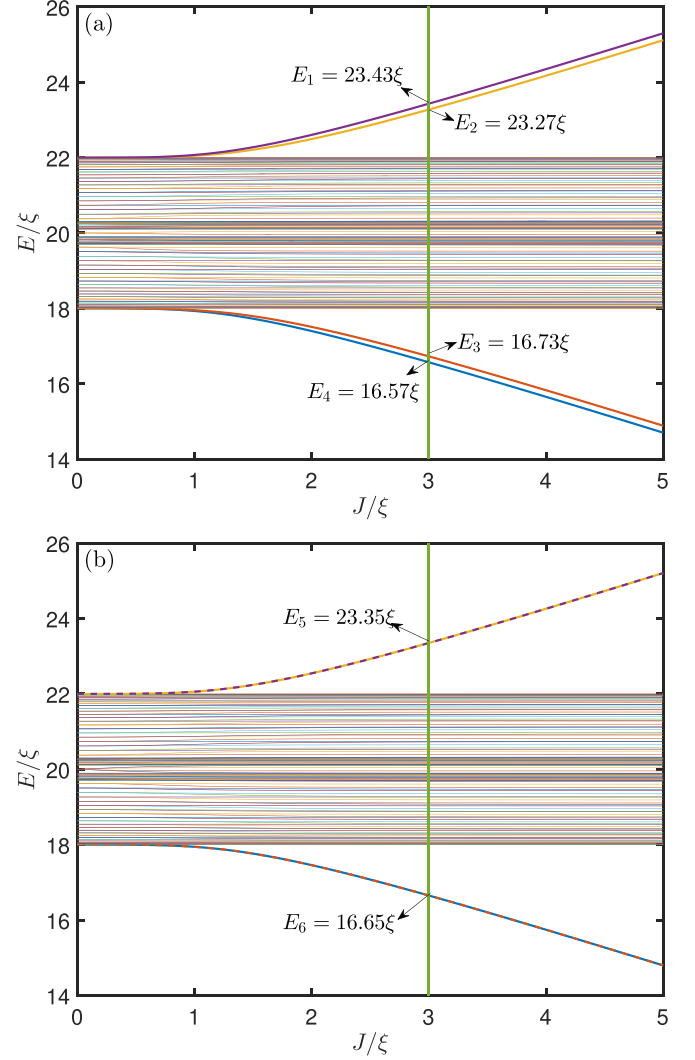 26
(a)
E₁ = 23.43ξ
24
E₂ = 23.27ξ
22
E/ξ
20
18
E₃ = 16.73ξ
16
E₄ = 16.57ξ
14
0 1 2 3 4 5
J/ξ
26
(b)
24
E₅ = 23.35ξ
22
E/ξ
20
18
E₆ = 16.65ξ
16
14
0 1 2 3 4 5
J/ξ